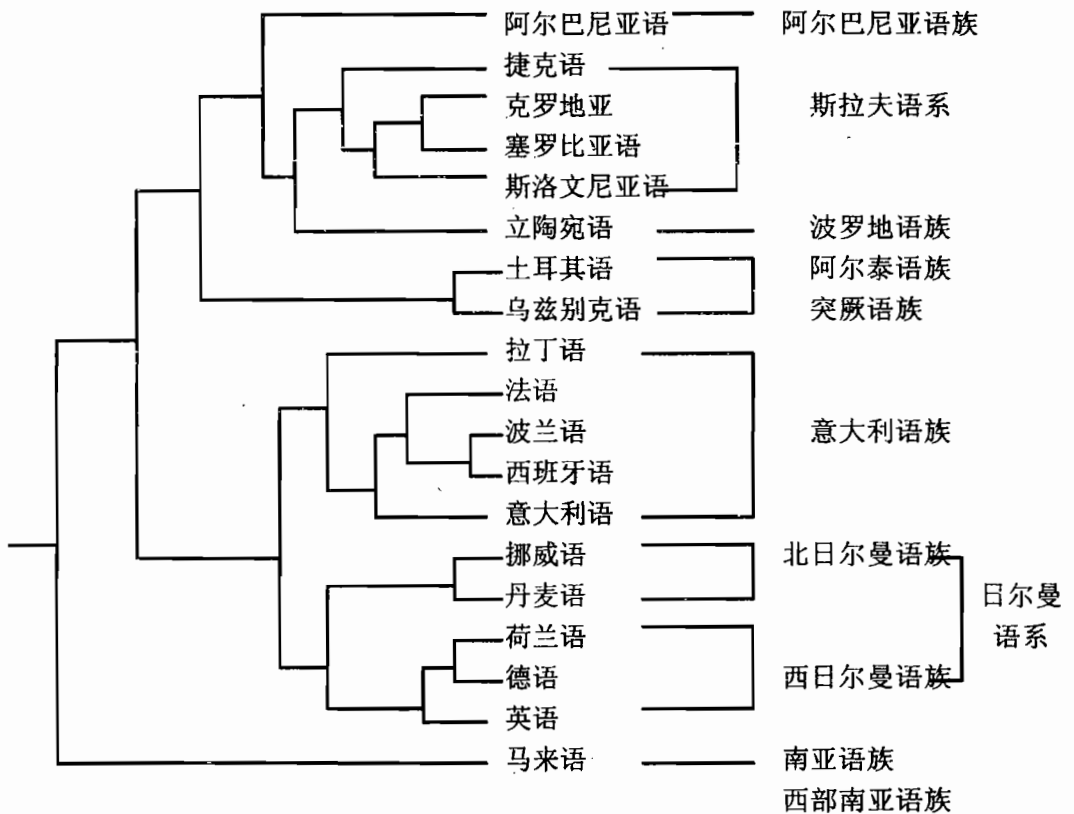 阿尔巴尼亚语 阿尔巴尼亚语族
捷克语
克罗地亚 斯拉夫语系
塞罗比亚语
斯洛文尼亚语
立陶宛语 波罗地语族
土耳其语 阿尔泰语族
乌兹别克语 突厥语族
拉丁语
法语
波兰语 意大利语族
西班牙语
意大利语
挪威语 北日尔曼语族
丹麦语 日尔曼
荷兰语 语系
德语 西日尔曼语族
英语
马来语 南亚语族
西部南亚语族